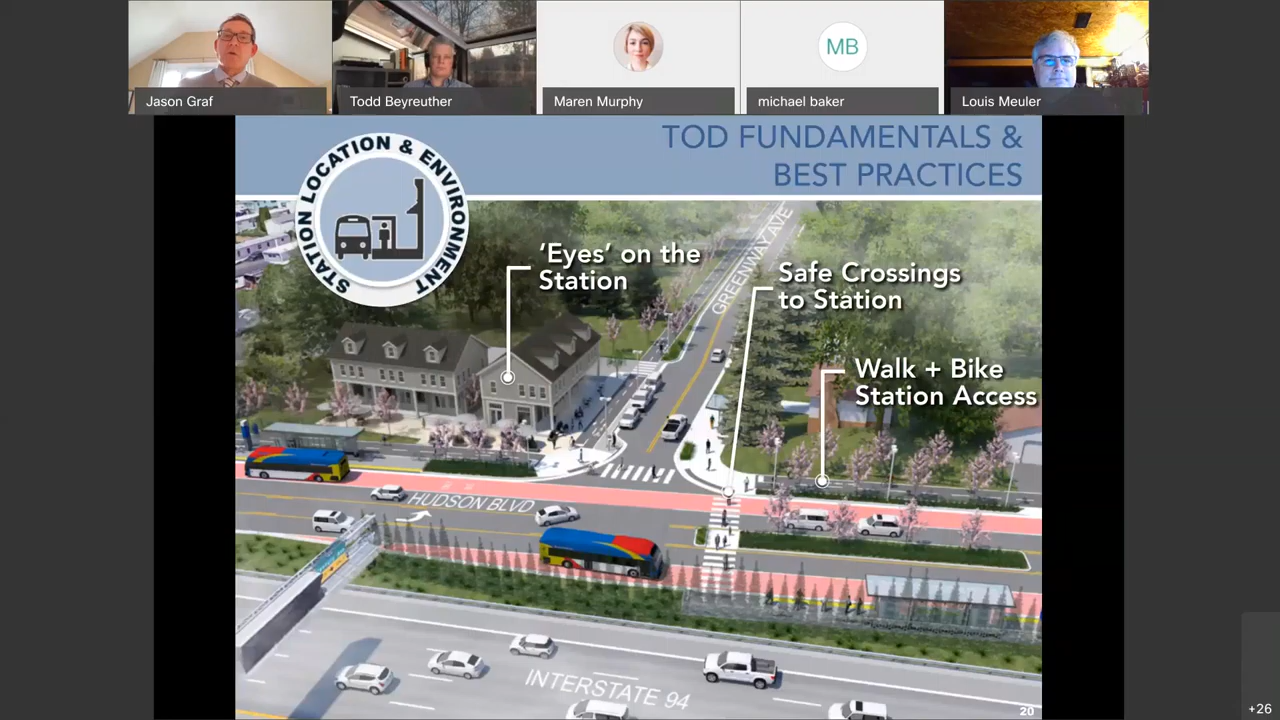 Jason Graf
Todd Beyreuther
Maren Murphy
MB
michael baker
Louis Meuler
TOD FUNDAMENTALS &
BEST PRACTICES
STATION LOCATION & ENVIRONMENT
'Eyes' on the
Station
GREENWAY AVE
Safe Crossings
to Station
Walk + Bike
Station Access
HUDSON BLVD
INTERSTATE 94
20
+26